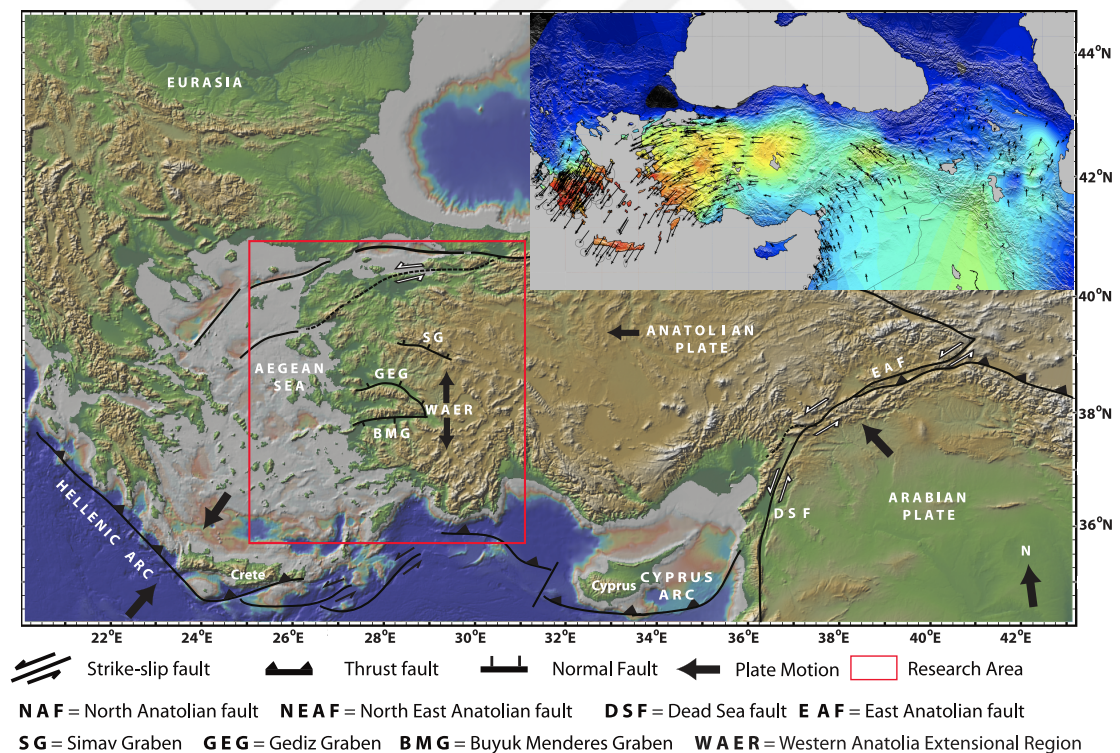 EURASIA
44°N
42°N
40°N
38°N
36°N
ANATOLIAN
PLATE
SG
AEGEAN
SEA
GEG
WAER
BMG
EAF
HELLENIC ARC
DSF
ARABIAN
PLATE
N
Crete
Cyprus
CYPRUS
ARC
22°E 24°E 26°E 28°E 30°E 32°E 34°E 36°E 38°E 40°E 42°E
Strike-slip fault Thrust fault Normal Fault Plate Motion Research Area
NAF = North Anatolian fault NEAF = North East Anatolian fault DSF = Dead Sea fault EAF = East Anatolian fault
SG = Simav Graben GEG = Gediz Graben BMG = Buyuk Menderes Graben WAER = Western Anatolia Extensional Region